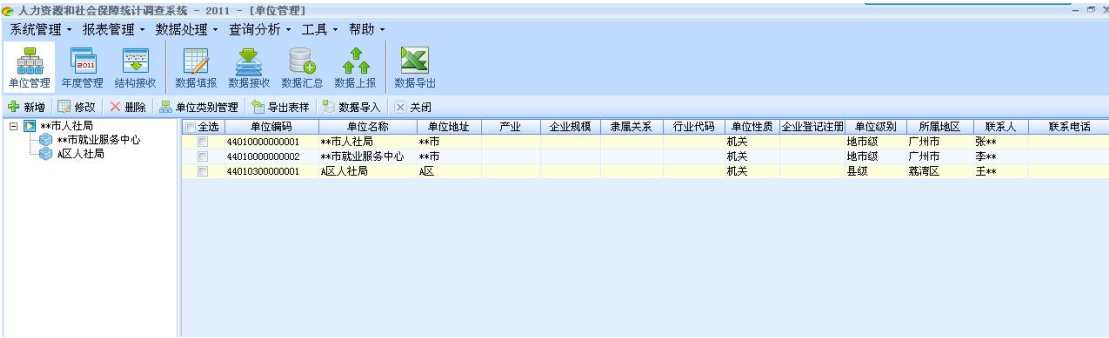 人力资源和社会保障统计调查系统 - 2011 - [单位管理]
系统管理 报表管理 数据处理 查询分析 工具 帮助
2011
单位管理 年度管理 结构接收 数据填报 数据接收 数据汇总 数据上报 数据导出
新增 修改 删除 单位类别管理 导出表样 数据导入 关闭
**市人社局
**市就业服务中心
A区人社局
全选 单位编码 单位名称 单位地址 产业 企业规模 隶属关系 行业代码 单位性质 企业登记注册 单位级别 所属地区 联系人 联系电话
44010000000001 **市人社局 **市 机关 地市级 广州市 张**
44010000000002 **市就业服务中心 **市 机关 地市级 广州市 李**
44010300000001 A区人社局 A区 机关 县级 荔湾区 王**